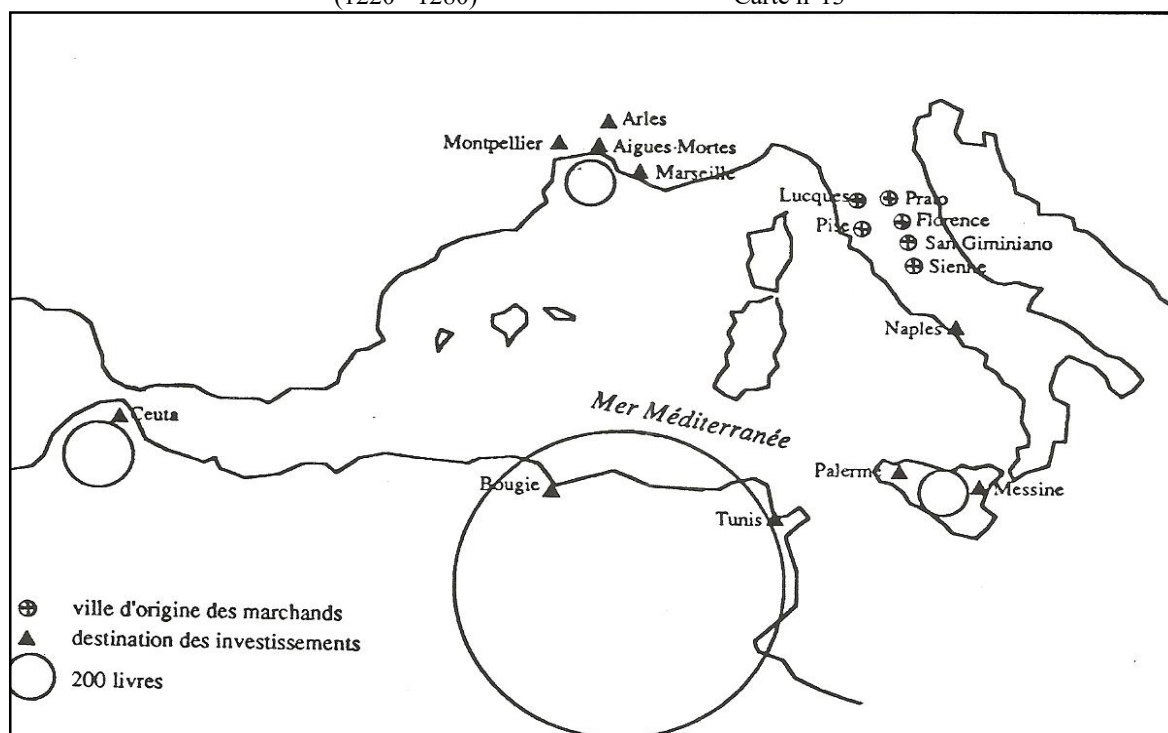 (1220 - 1280) Carte n°13
Arles
Montpellier
Aigues-Mortes
Marseille
Lucques
Prato
Florence
Pise
San Giminiano
Sienne
Naples
Mer Méditerranée
Ceuta
Palerme
Messine
Bougie
Tunis
ville d'origine des marchands
destination des investissements
200 livres